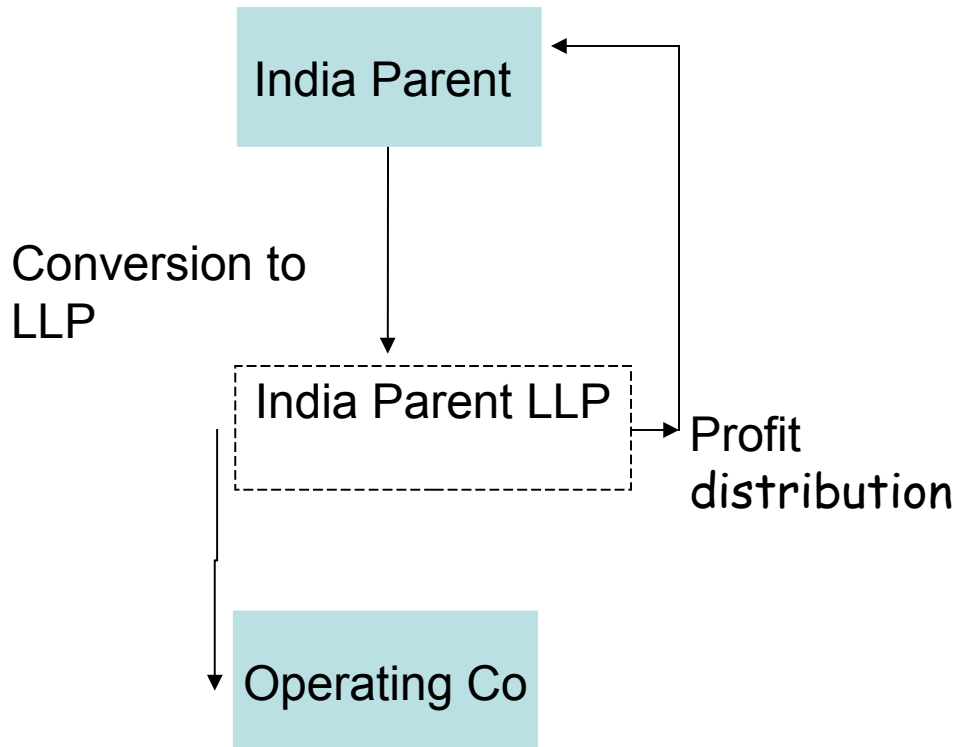 India Parent
Conversion to
LLP
India Parent LLP
Profit
distribution
Operating Co